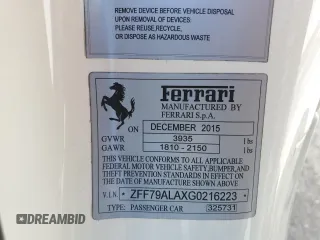 REMOVE DEVICE BEFORE VEHICLE DISPOSAL
UPON REMOVAL OF DEVICES:
PLEASE REUSE, RECYCLE,
OR DISPOSE AS HAZARDOUS WASTE
Ferrari
MANUFACTURED BY
FERRARI S.p.A.
ON DECEMBER 2015
GVWR 3935 lbs
GAWR 1810 - 2150 lbs
THIS VEHICLE CONFORMS TO ALL APPLICABLE
FEDERAL MOTOR VEHICLE SAFETY, BUMPER, AND
THEFT PREVENTION STANDARDS IN EFFECT ON
THE DATE OF MANUFACTURE SHOWN ABOVE
V.I.N. * ZFF79ALAXG0216223 *
TYPE: PASSENGER CAR 325731
DREAMBID